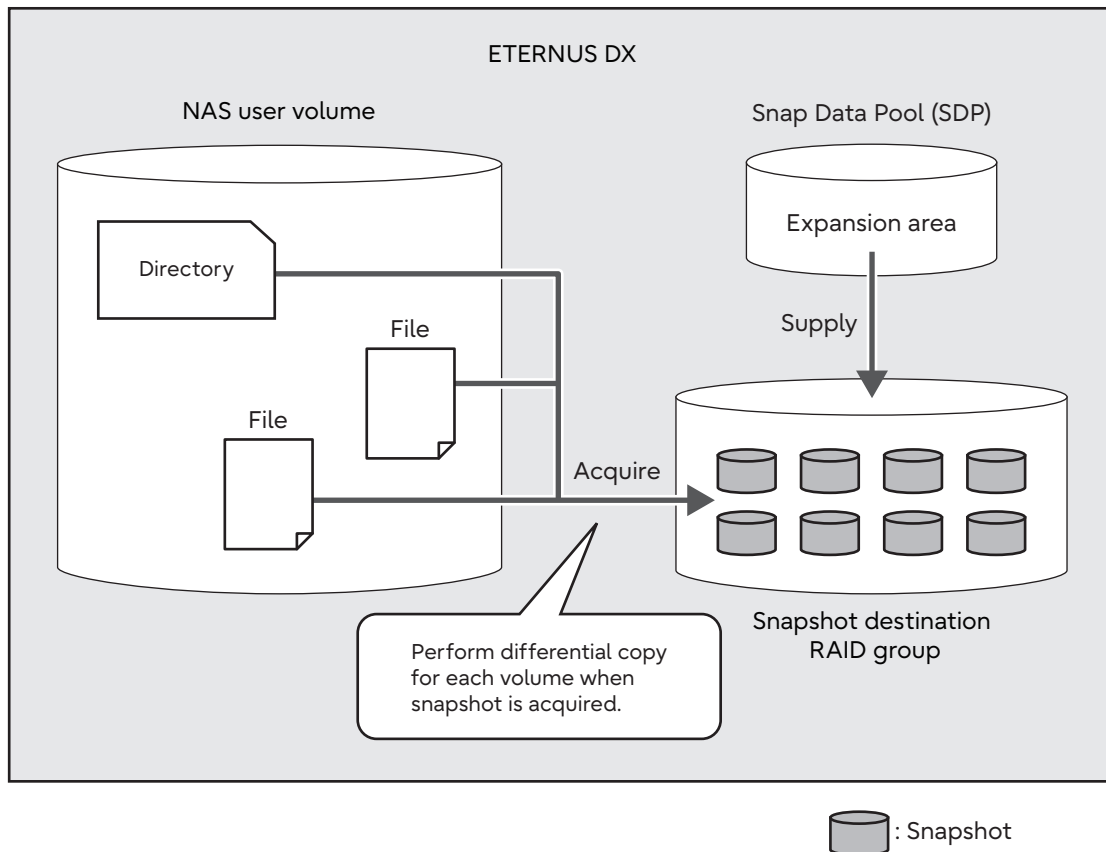 ETERNUS DX
NAS user volume
Snap Data Pool (SDP)
Expansion area
Directory
Supply
File
File
Acquire
Snapshot destination
RAID group
Perform differential copy
for each volume when
snapshot is acquired.
: Snapshot